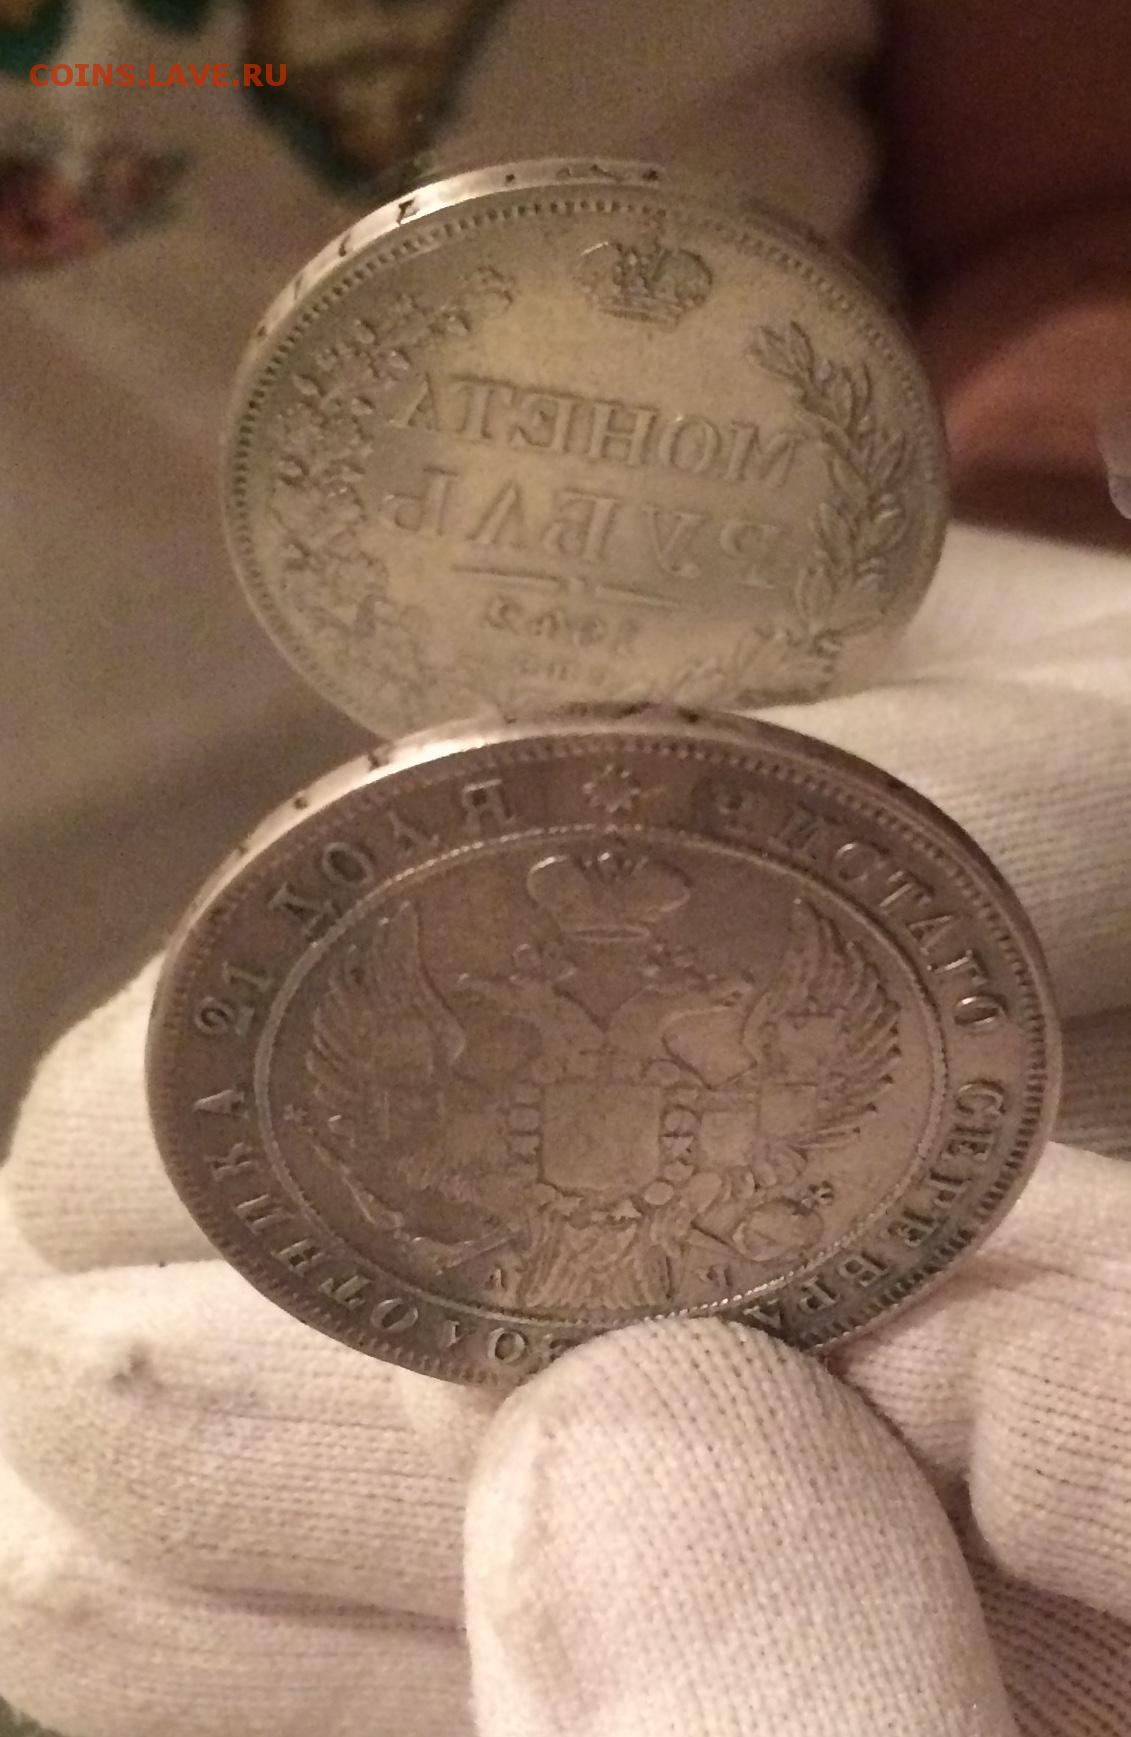 COINS.LAVE.RU
МОНЕТА
РУБЛЬ
ЧИСТАГО СЕРЕБРА
ЗОЛОТНИКА 21 ДОЛЯ
А Ч